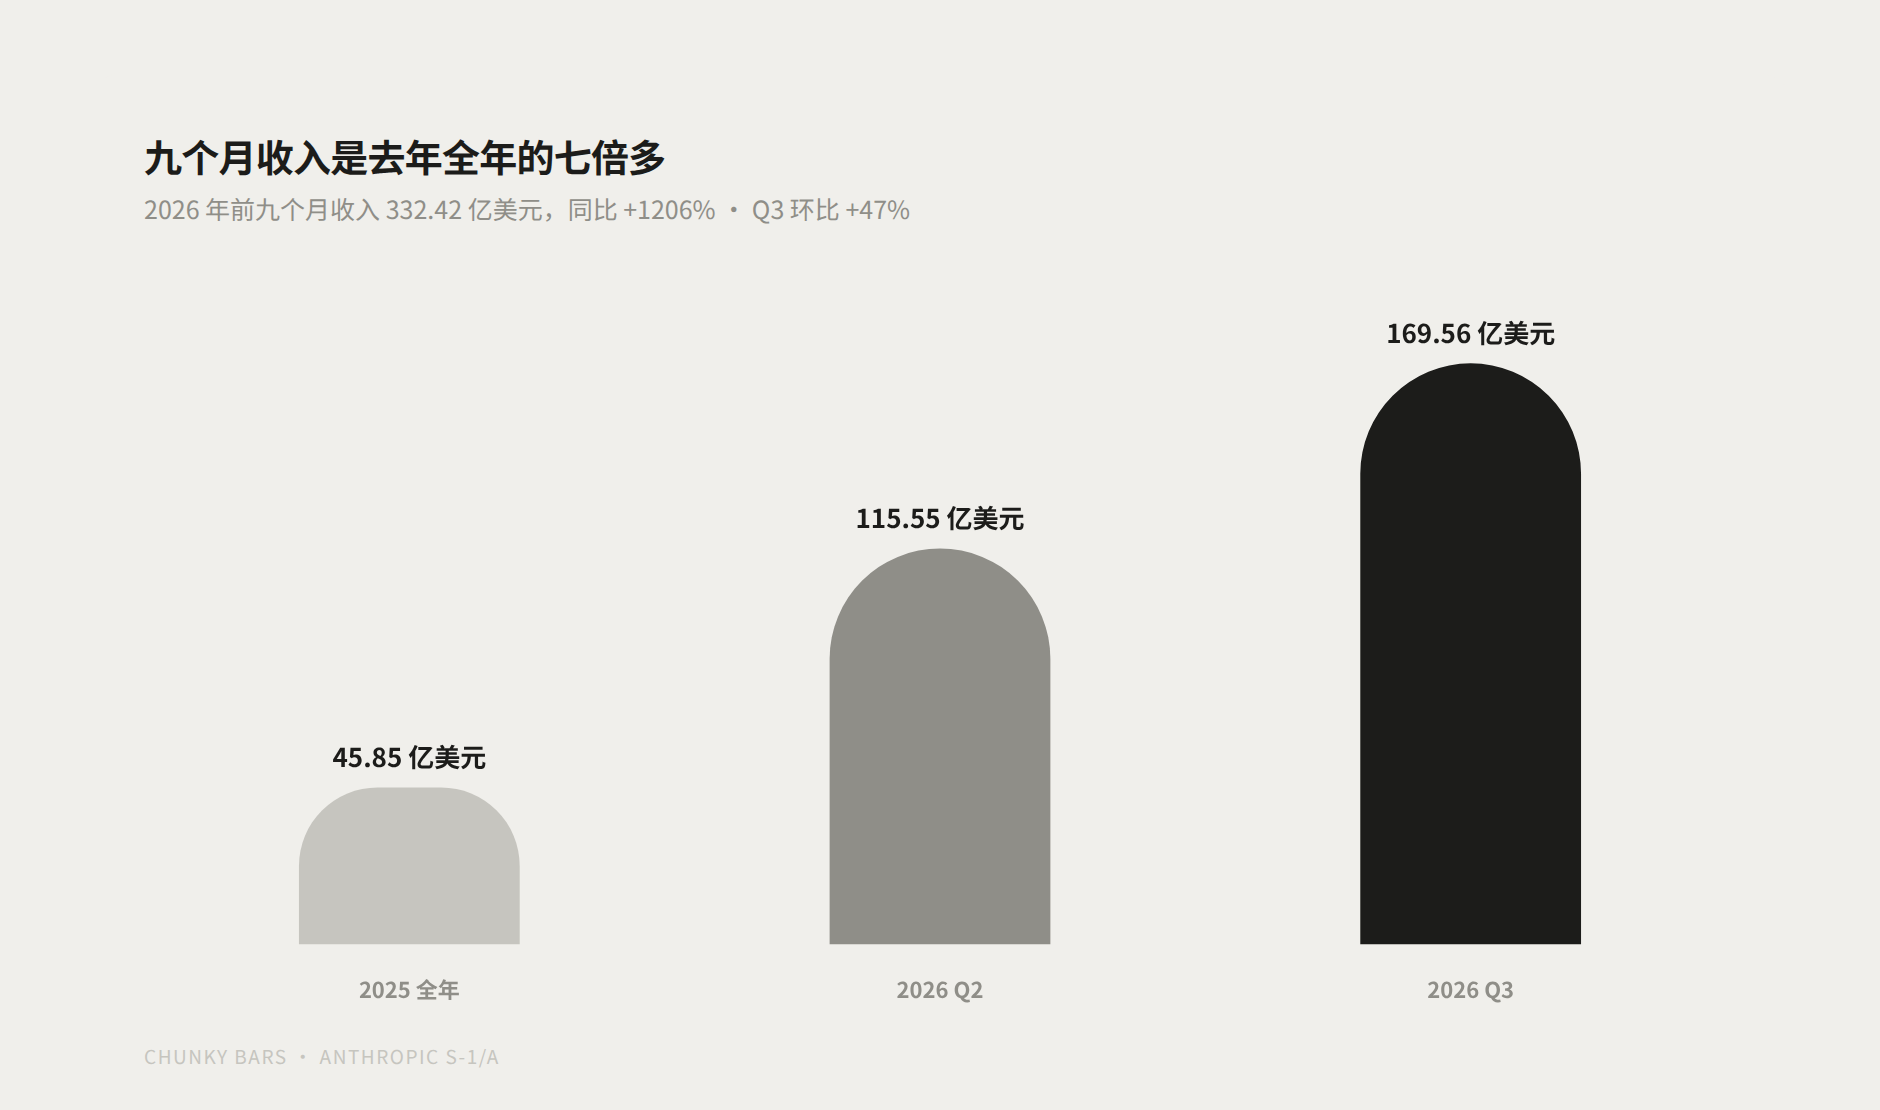 九个月收入是去年全年的七倍多
2026 年前九个月收入 332.42 亿美元，同比 +1206% · Q3 环比 +47%
169.56 亿美元
115.55 亿美元
45.85 亿美元
2025 全年
2026 Q2
2026 Q3
CHUNKY BARS · ANTHROPIC S-1/A